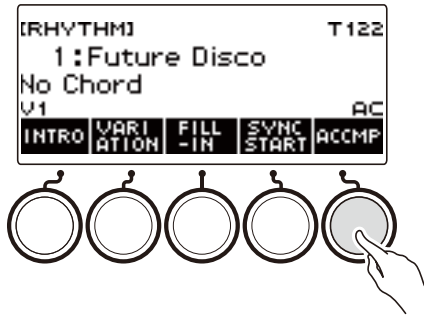 [RHYTHM] T122
1:Future Disco
No Chord
V1 AC
INTRO VARI ATION FILL -IN SYNC START ACCMP